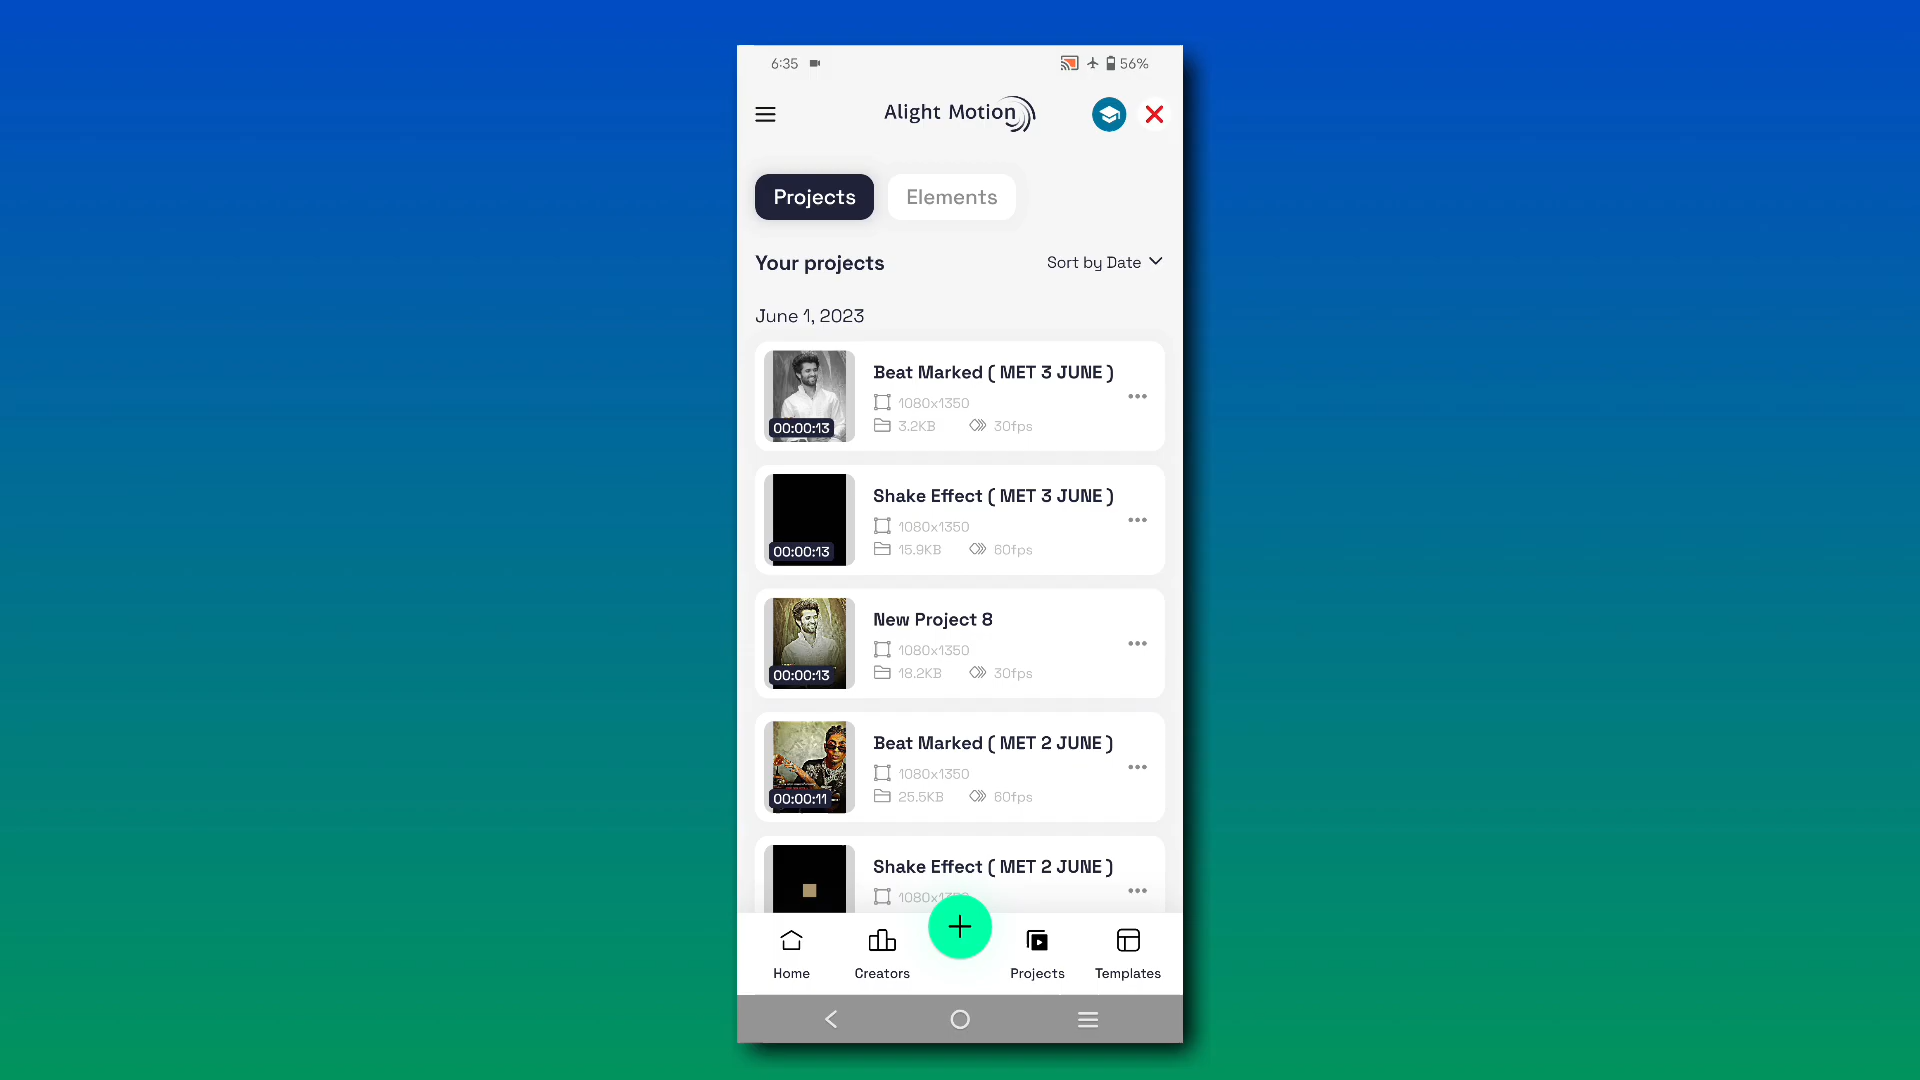 6:35 56%
Alight Motion
Projects Elements
Your projects Sort by Date
June 1, 2023
Beat Marked ( MET 3 JUNE )
1080x1350
00:00:13 3.2KB 30fps
Shake Effect ( MET 3 JUNE )
1080x1350
00:00:13 15.9KB 60fps
New Project 8
1080x1350
00:00:13 18.2KB 30fps
Beat Marked ( MET 2 JUNE )
1080x1350
00:00:11 25.5KB 60fps
Shake Effect ( MET 2 JUNE )
1080x1350
Home Creators Projects Templates